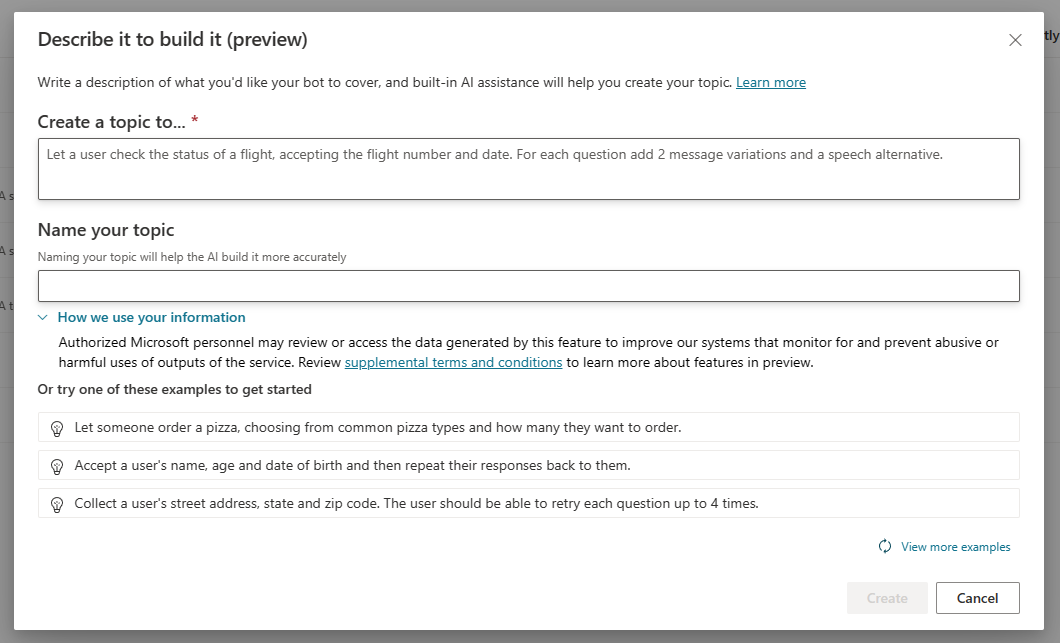 Describe it to build it (preview)
tly
Write a description of what you'd like your bot to cover, and built-in AI assistance will help you create your topic. Learn more
Create a topic to... *
Let a user check the status of a flight, accepting the flight number and date. For each question add 2 message variations and a speech alternative.
A s
Name your topic
A s
Naming your topic will help the AI build it more accurately
A t
How we use your information
Authorized Microsoft personnel may review or access the data generated by this feature to improve our systems that monitor for and prevent abusive or
harmful uses of outputs of the service. Review supplemental terms and conditions to learn more about features in preview.
Or try one of these examples to get started
Let someone order a pizza, choosing from common pizza types and how many they want to order.
Accept a user's name, age and date of birth and then repeat their responses back to them.
Collect a user's street address, state and zip code. The user should be able to retry each question up to 4 times.
View more examples
Create
Cancel